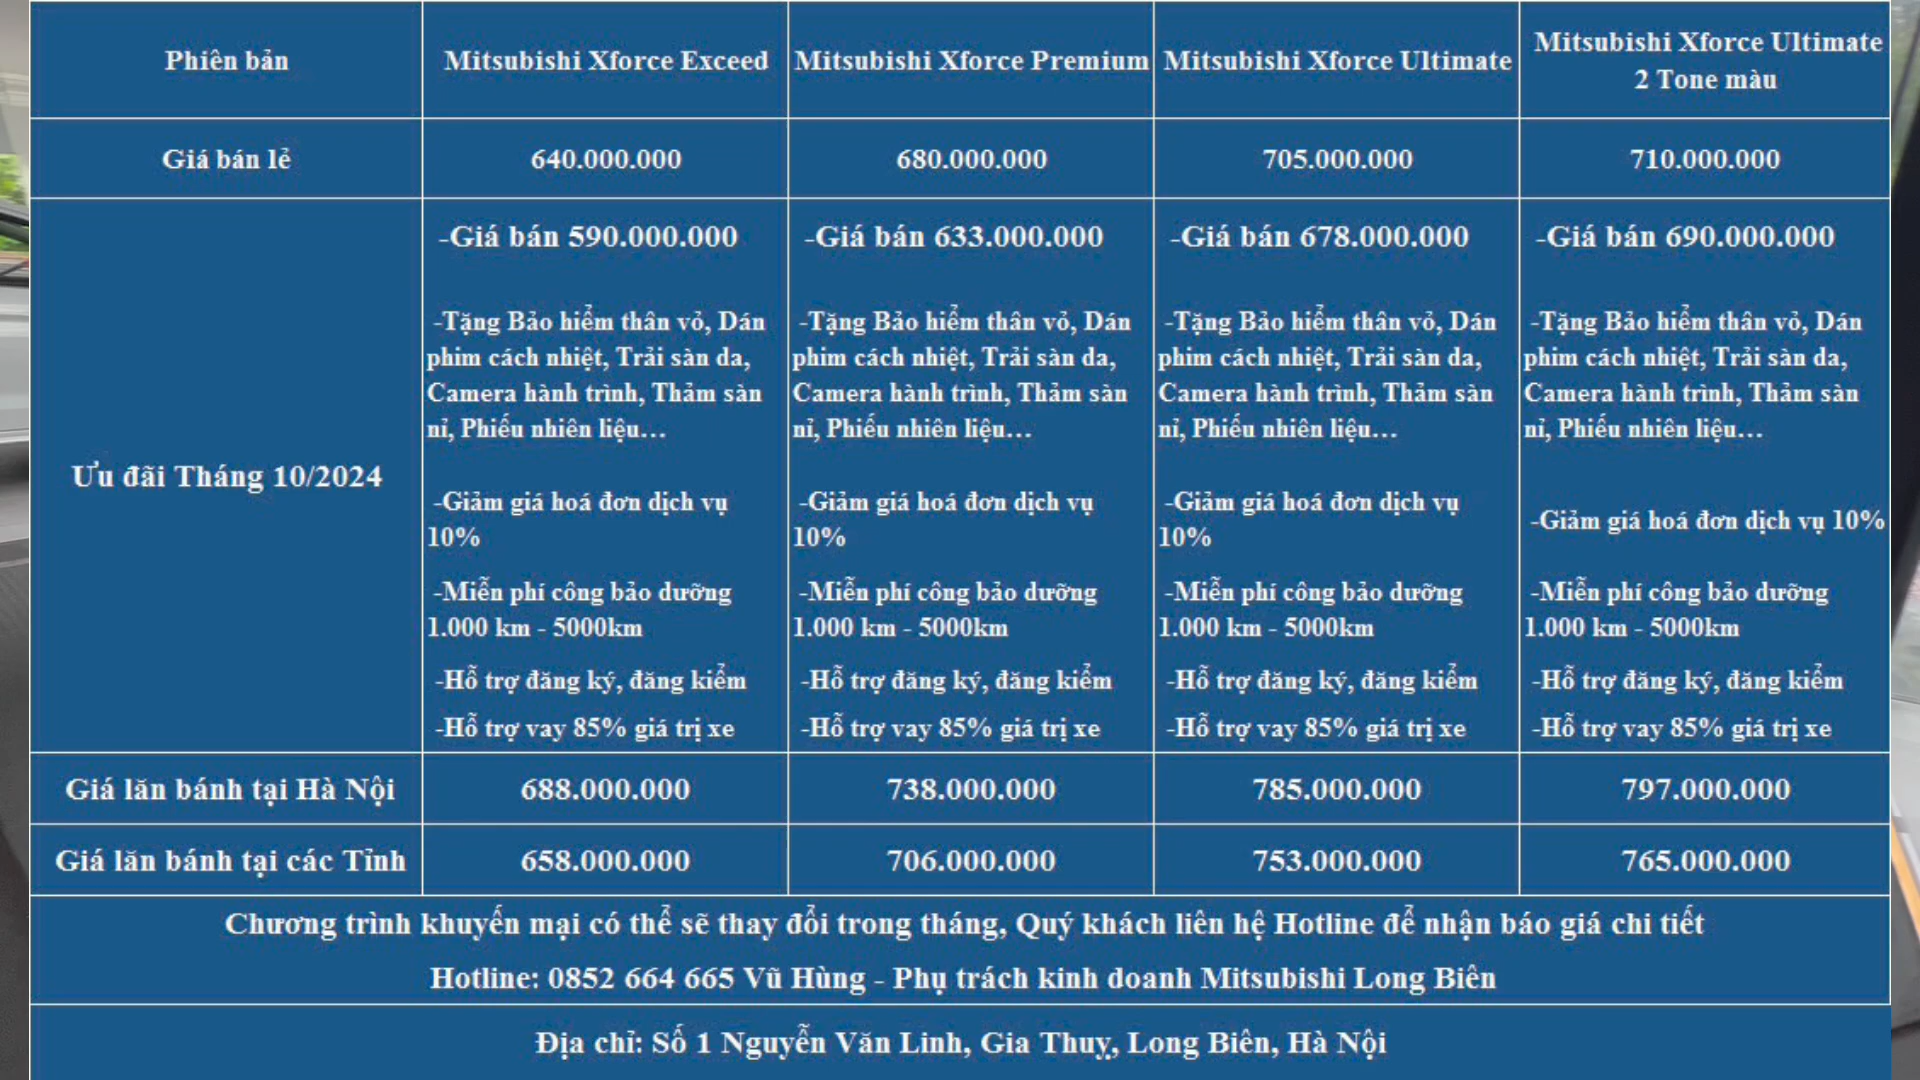 Phiên bản
Mitsubishi Xforce Exceed
Mitsubishi Xforce Premium
Mitsubishi Xforce Ultimate
Mitsubishi Xforce Ultimate
2 Tone màu
Giá bán lẻ
640.000.000
680.000.000
705.000.000
710.000.000
Ưu đãi Tháng 10/2024
-Giá bán 590.000.000
-Tặng Bảo hiểm thân vỏ, Dán
phim cách nhiệt, Trải sàn da,
Camera hành trình, Thảm sàn
nỉ, Phiếu nhiên liệu...
-Giảm giá hoá đơn dịch vụ
10%
-Miễn phí công bảo dưỡng
1.000 km - 5000km
-Hỗ trợ đăng ký, đăng kiểm
-Hỗ trợ vay 85% giá trị xe
-Giá bán 633.000.000
-Tặng Bảo hiểm thân vỏ, Dán
phim cách nhiệt, Trải sàn da,
Camera hành trình, Thảm sàn
nỉ, Phiếu nhiên liệu...
-Giảm giá hoá đơn dịch vụ
10%
-Miễn phí công bảo dưỡng
1.000 km - 5000km
-Hỗ trợ đăng ký, đăng kiểm
-Hỗ trợ vay 85% giá trị xe
-Giá bán 678.000.000
-Tặng Bảo hiểm thân vỏ, Dán
phim cách nhiệt, Trải sàn da,
Camera hành trình, Thảm sàn
nỉ, Phiếu nhiên liệu...
-Giảm giá hoá đơn dịch vụ
10%
-Miễn phí công bảo dưỡng
1.000 km - 5000km
-Hỗ trợ đăng ký, đăng kiểm
-Hỗ trợ vay 85% giá trị xe
-Giá bán 690.000.000
-Tặng Bảo hiểm thân vỏ, Dán
phim cách nhiệt, Trải sàn da,
Camera hành trình, Thảm sàn
nỉ, Phiếu nhiên liệu...
-Giảm giá hoá đơn dịch vụ 10%
-Miễn phí công bảo dưỡng
1.000 km - 5000km
-Hỗ trợ đăng ký, đăng kiểm
-Hỗ trợ vay 85% giá trị xe
Giá lăn bánh tại Hà Nội
688.000.000
738.000.000
785.000.000
797.000.000
Giá lăn bánh tại các Tỉnh
658.000.000
706.000.000
753.000.000
765.000.000
Chương trình khuyến mại có thể sẽ thay đổi trong tháng, Quý khách liên hệ Hotline để nhận báo giá chi tiết
Hotline: 0852 664 665 Vũ Hùng - Phụ trách kinh doanh Mitsubishi Long Biên
Địa chỉ: Số 1 Nguyễn Văn Linh, Gia Thuỵ, Long Biên, Hà Nội